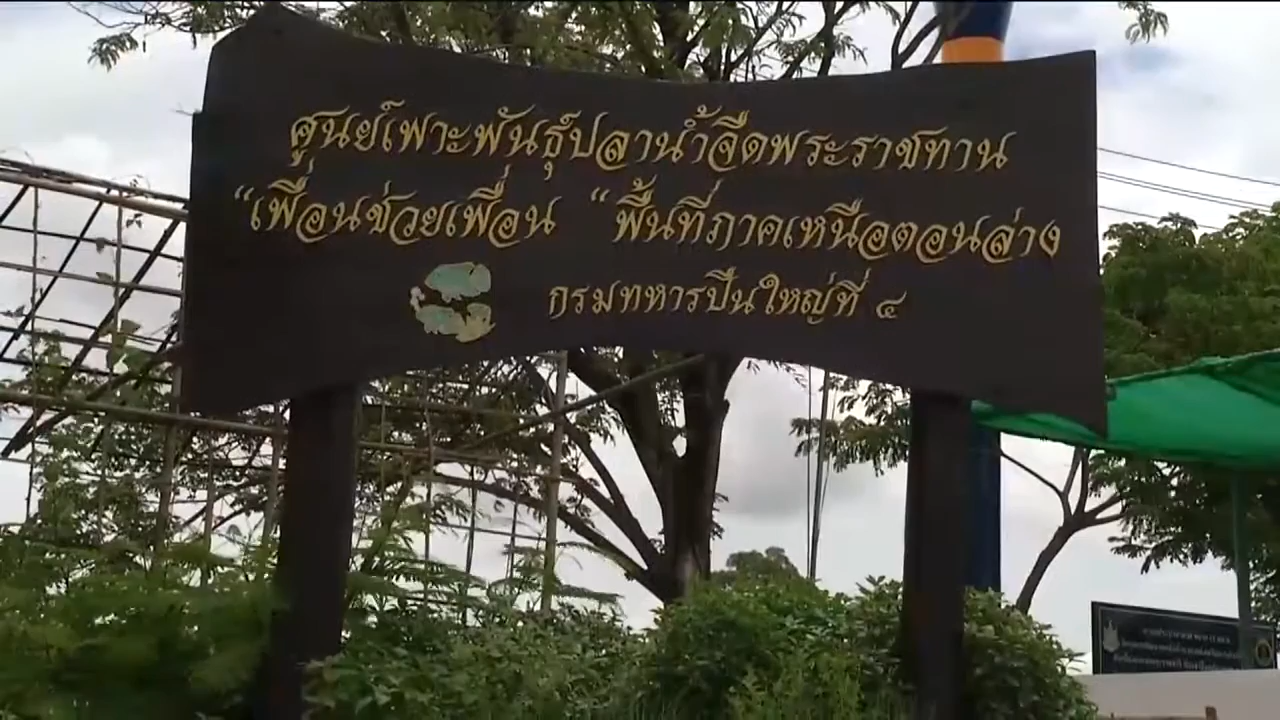 ศูนย์เพาะพันธุ์ปลาน้ำจืดพระราชทาน
“เพื่อนช่วยเพื่อน “พื้นที่ภาคเหนือตอนล่าง
กรมทหารปืนใหญ่ที่ ๔